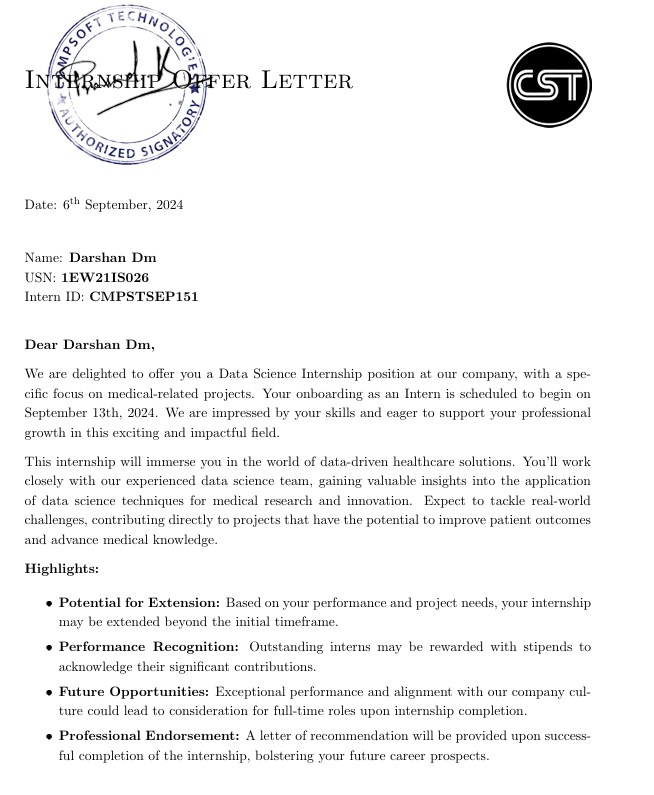 COMPSOFT TECHNOLOGIES
AUTHORIZED SIGNATORY
INTERNSHIP OFFER LETTER
CST
Date: 6th September, 2024
Name: Darshan Dm
USN: 1EW21IS026
Intern ID: CMPSTSEP151
Dear Darshan Dm,
We are delighted to offer you a Data Science Internship position at our company, with a spe-
cific focus on medical-related projects. Your onboarding as an Intern is scheduled to begin on
September 13th, 2024. We are impressed by your skills and eager to support your professional
growth in this exciting and impactful field.
This internship will immerse you in the world of data-driven healthcare solutions. You'll work
closely with our experienced data science team, gaining valuable insights into the application
of data science techniques for medical research and innovation. Expect to tackle real-world
challenges, contributing directly to projects that have the potential to improve patient outcomes
and advance medical knowledge.
Highlights:
• Potential for Extension: Based on your performance and project needs, your internship
may be extended beyond the initial timeframe.
• Performance Recognition: Outstanding interns may be rewarded with stipends to
acknowledge their significant contributions.
• Future Opportunities: Exceptional performance and alignment with our company cul-
ture could lead to consideration for full-time roles upon internship completion.
• Professional Endorsement: A letter of recommendation will be provided upon success-
ful completion of the internship, bolstering your future career prospects.